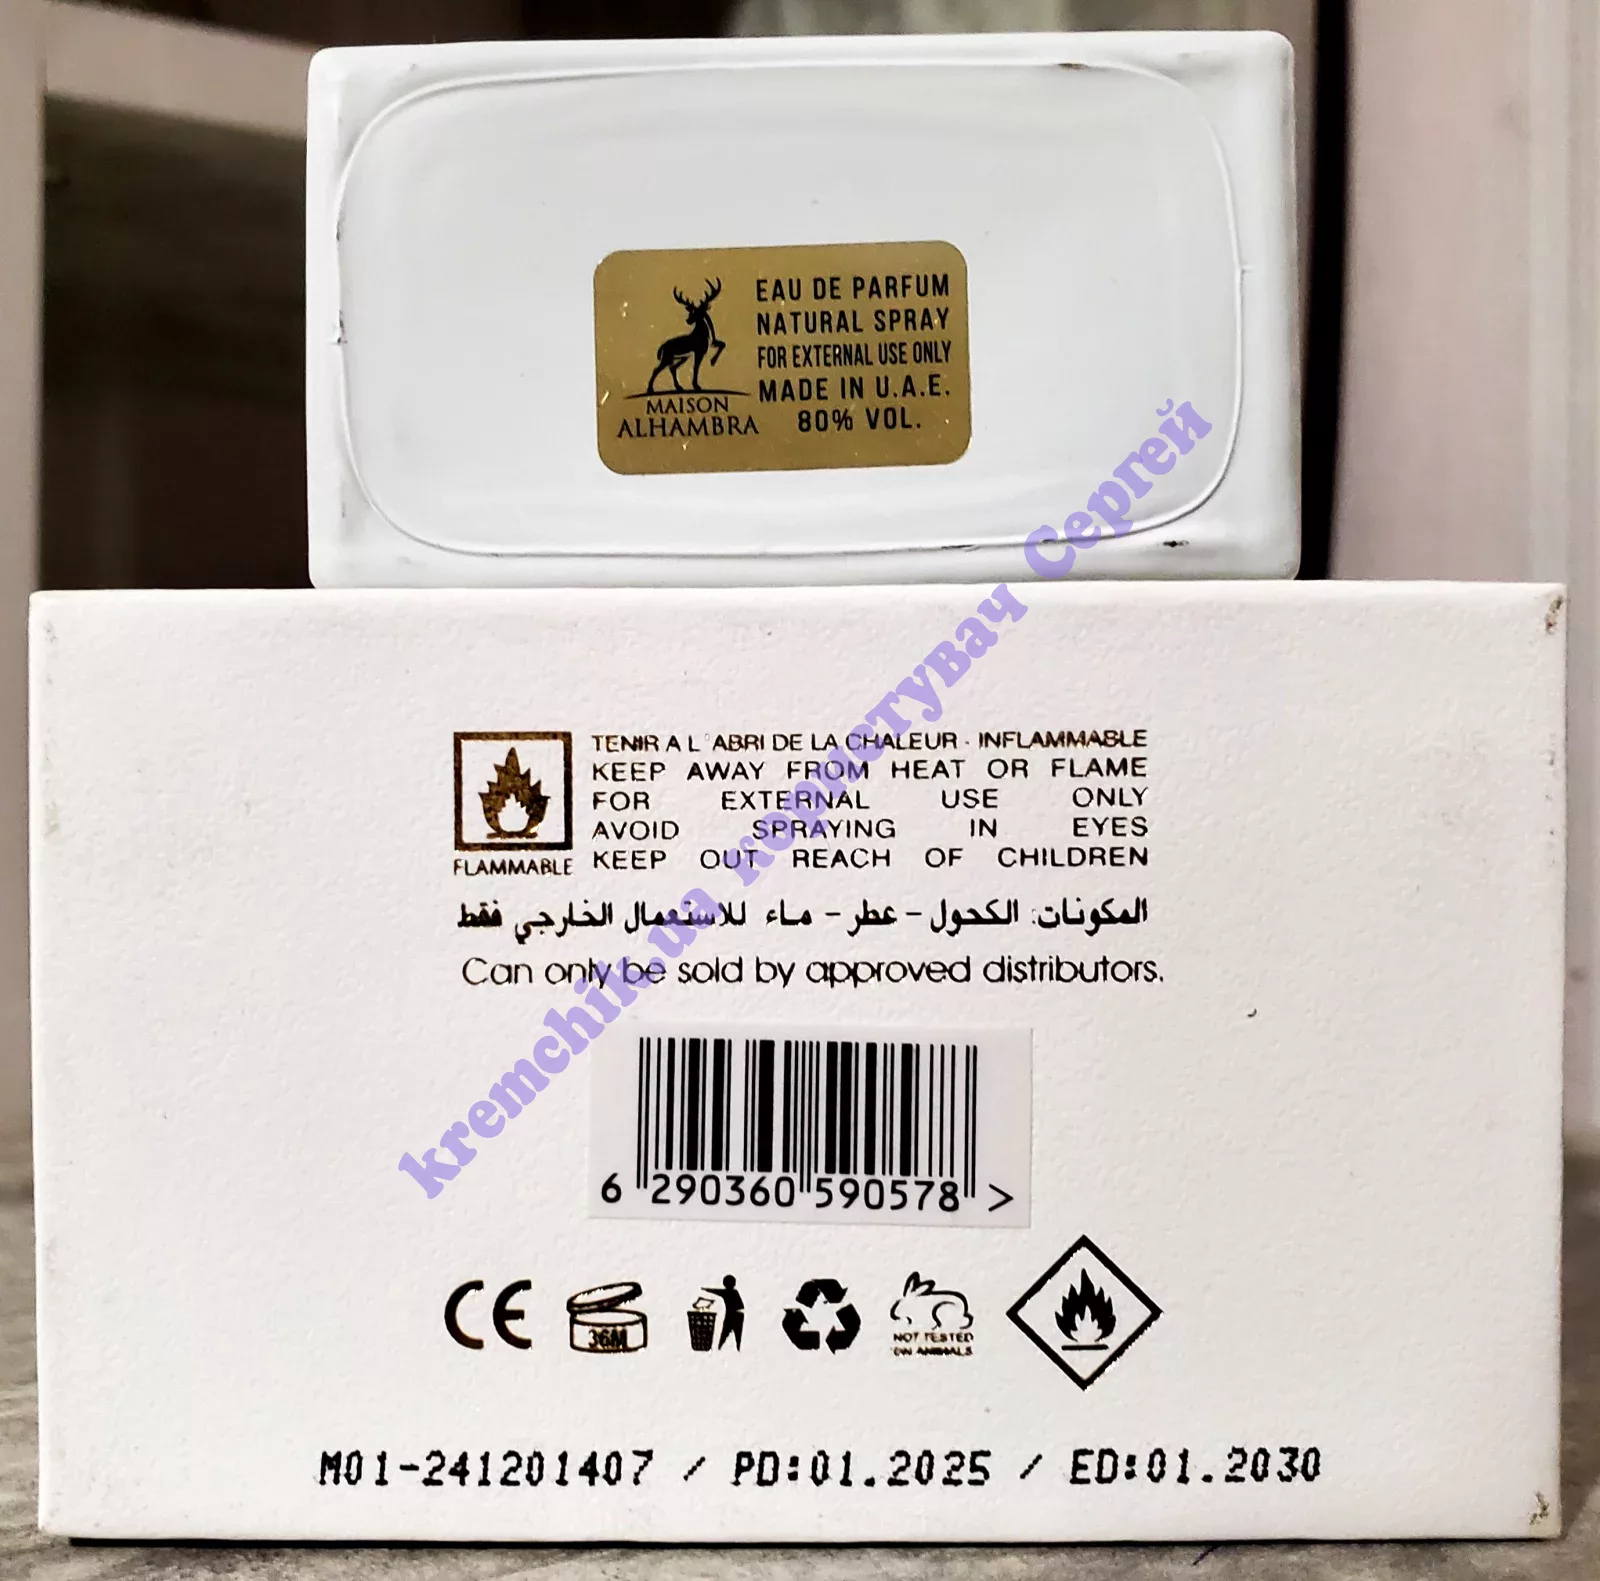 EAU DE PARFUM
NATURAL SPRAY
FOR EXTERNAL USE ONLY
MADE IN U.A.E.
80% VOL.
MAISON
ALHAMBRA
TENIR A L'ABRI DE LA CHALEUR - INFLAMMABLE
KEEP AWAY FROM HEAT OR FLAME
FOR EXTERNAL USE ONLY
AVOID SPRAYING IN EYES
KEEP OUT REACH OF CHILDREN
FLAMMABLE
المكونات: الكحول - عطر - ماء للاستعمال الخارجي فقط
Can only be sold by approved distributors.
6 290360 590578 >
CE
36M
NOT TESTED
ON ANIMALS
M01-241201407 / PD:01.2025 / ED:01.2030
kremchik.ua користувач Сергей